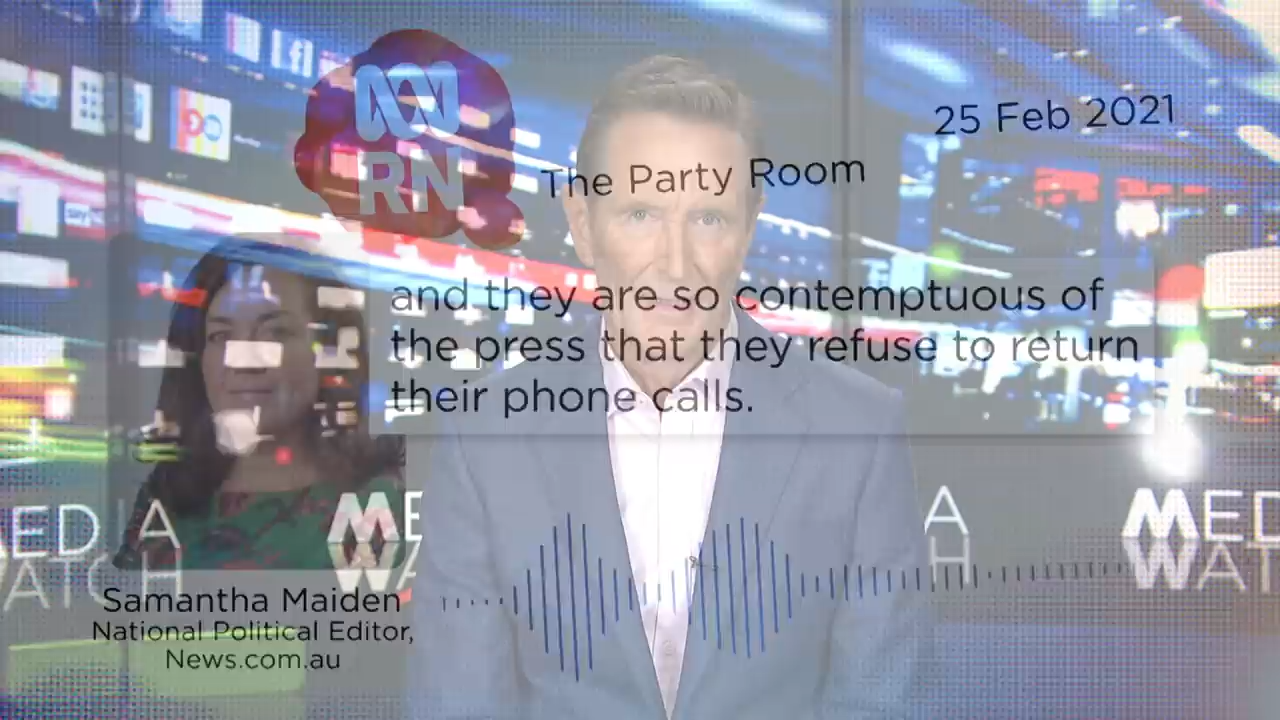 25 Feb 2021
RN
The Party Room
and they are so contemptuous of
the press that they refuse to return
their phone calls.
MEDIA
WATCH
Samantha Maiden
National Political Editor,
News.com.au